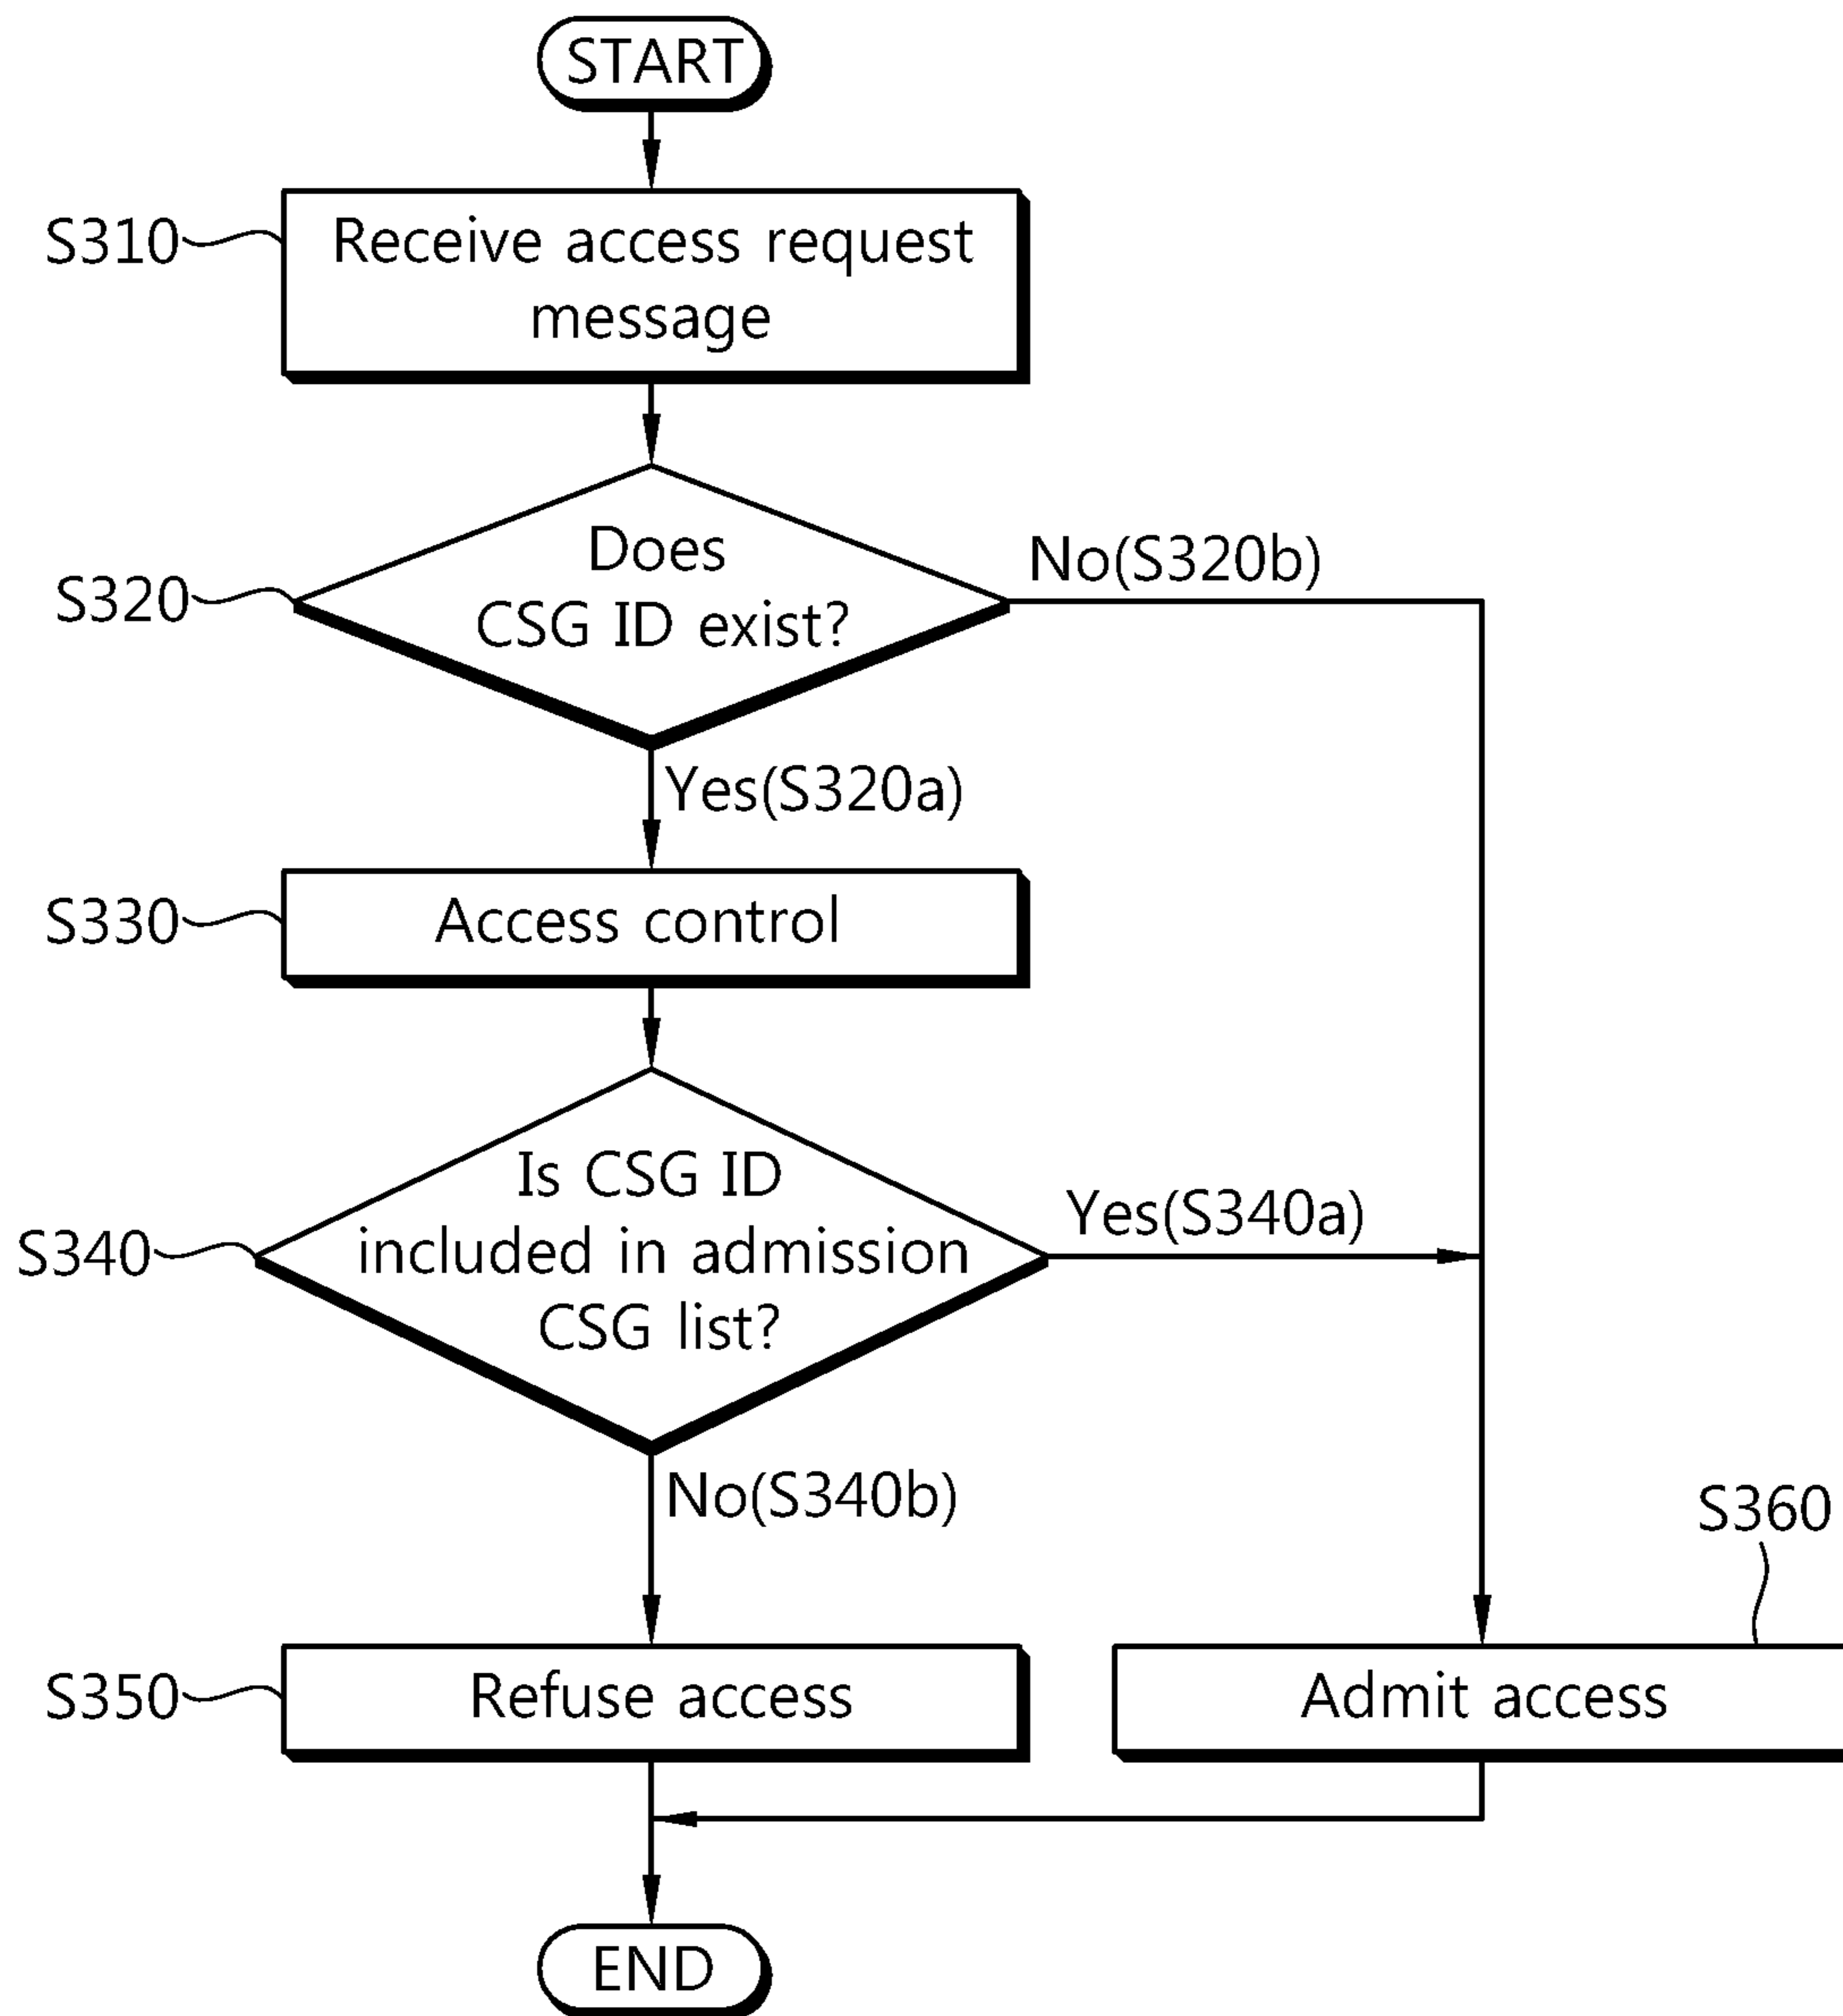 START
S310
Receive access request
message
S320
Does
CSG ID exist?
No(S320b)
Yes(S320a)
S330
Access control
S340
Is CSG ID
included in admission
CSG list?
Yes(S340a)
No(S340b)
S360
S350
Refuse access
Admit access
END